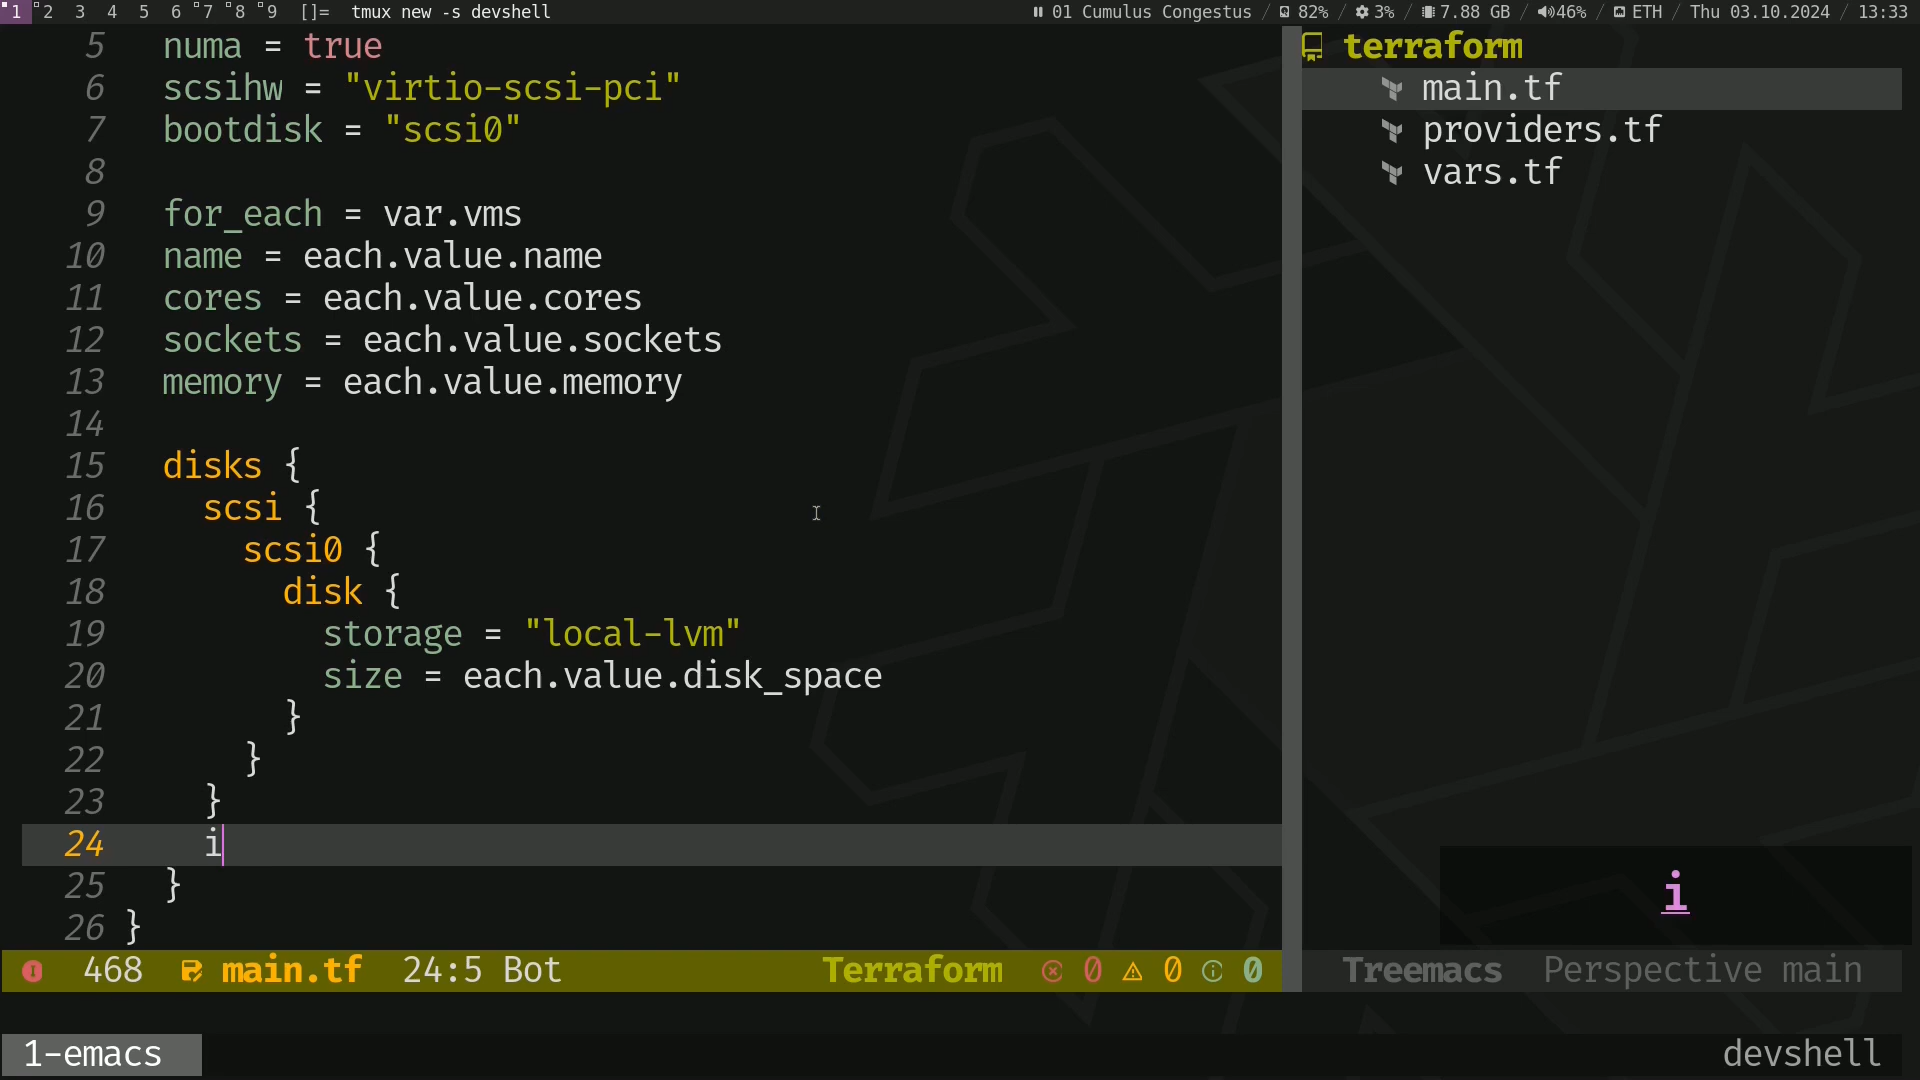 1 2 3 4 5 6 7 8 9 []= tmux new -s devshell 01 Cumulus Congestus / 82% / 3% / 7.88 GB / 46% / ETH / Thu 03.10.2024 / 13:33
5 numa = true
6 scsihw = "virtio-scsi-pci"
7 bootdisk = "scsi0"
8
9 for_each = var.vms
10 name = each.value.name
11 cores = each.value.cores
12 sockets = each.value.sockets
13 memory = each.value.memory
14
15 disks {
16 scsi {
17 scsi0 {
18 disk {
19 storage = "local-lvm"
20 size = each.value.disk_space
21 }
22 }
23 }
24 i
25 }
26 }
468 main.tf 24:5 Bot Terraform 0 0 0
terraform
main.tf
providers.tf
vars.tf
i
Treemacs Perspective main
1-emacs devshell